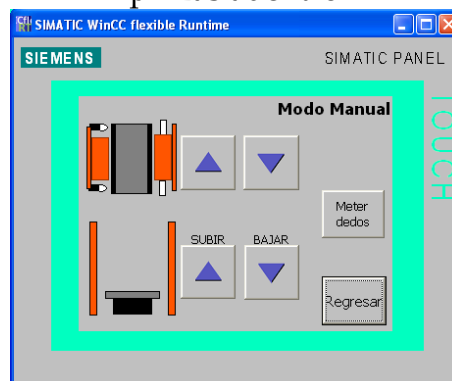 SIMATIC WinCC flexible Runtime
SIEMENS
SIMATIC PANEL
TOUCH
Modo Manual
Meter
dedos
SUBIR BAJAR
Regresar